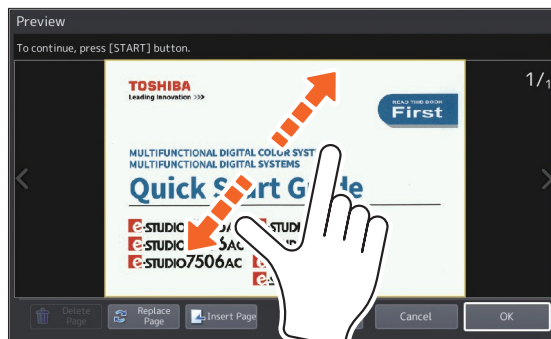 Preview
To continue, press [START] button.
1/1
TOSHIBA
Leading Innovation >>>
READ THIS BOOK
First
MULTIFUNCTIONAL DIGITAL COLOR
MULTIFUNCTIONAL DIGITAL SYSTEMS
Quick
e-STUDIO
e-STUDIO
e-STUDIO7506AC
Delete
Page
Replace
Page
Insert Page
Cancel
OK